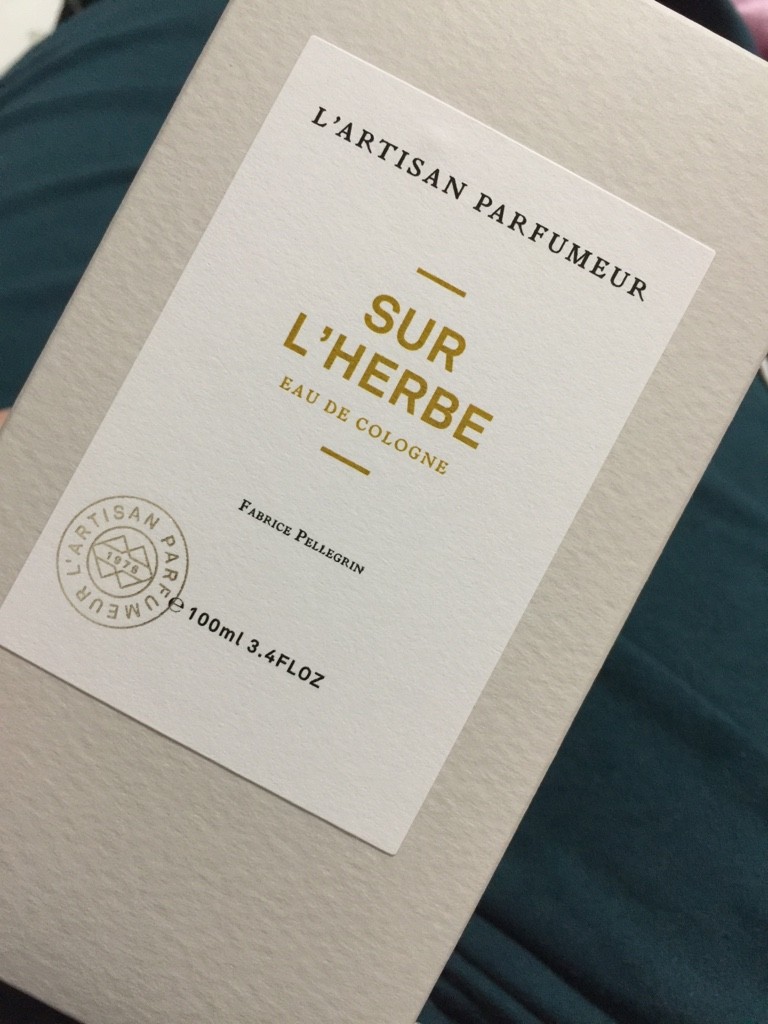 L'ARTISAN PARFUMEUR
SUR
L'HERBE
EAU DE COLOGNE
Fabrice Pellegrin
L'ARTISAN PARFUMEUR
1976
℮ 100ml 3.4FLOZ